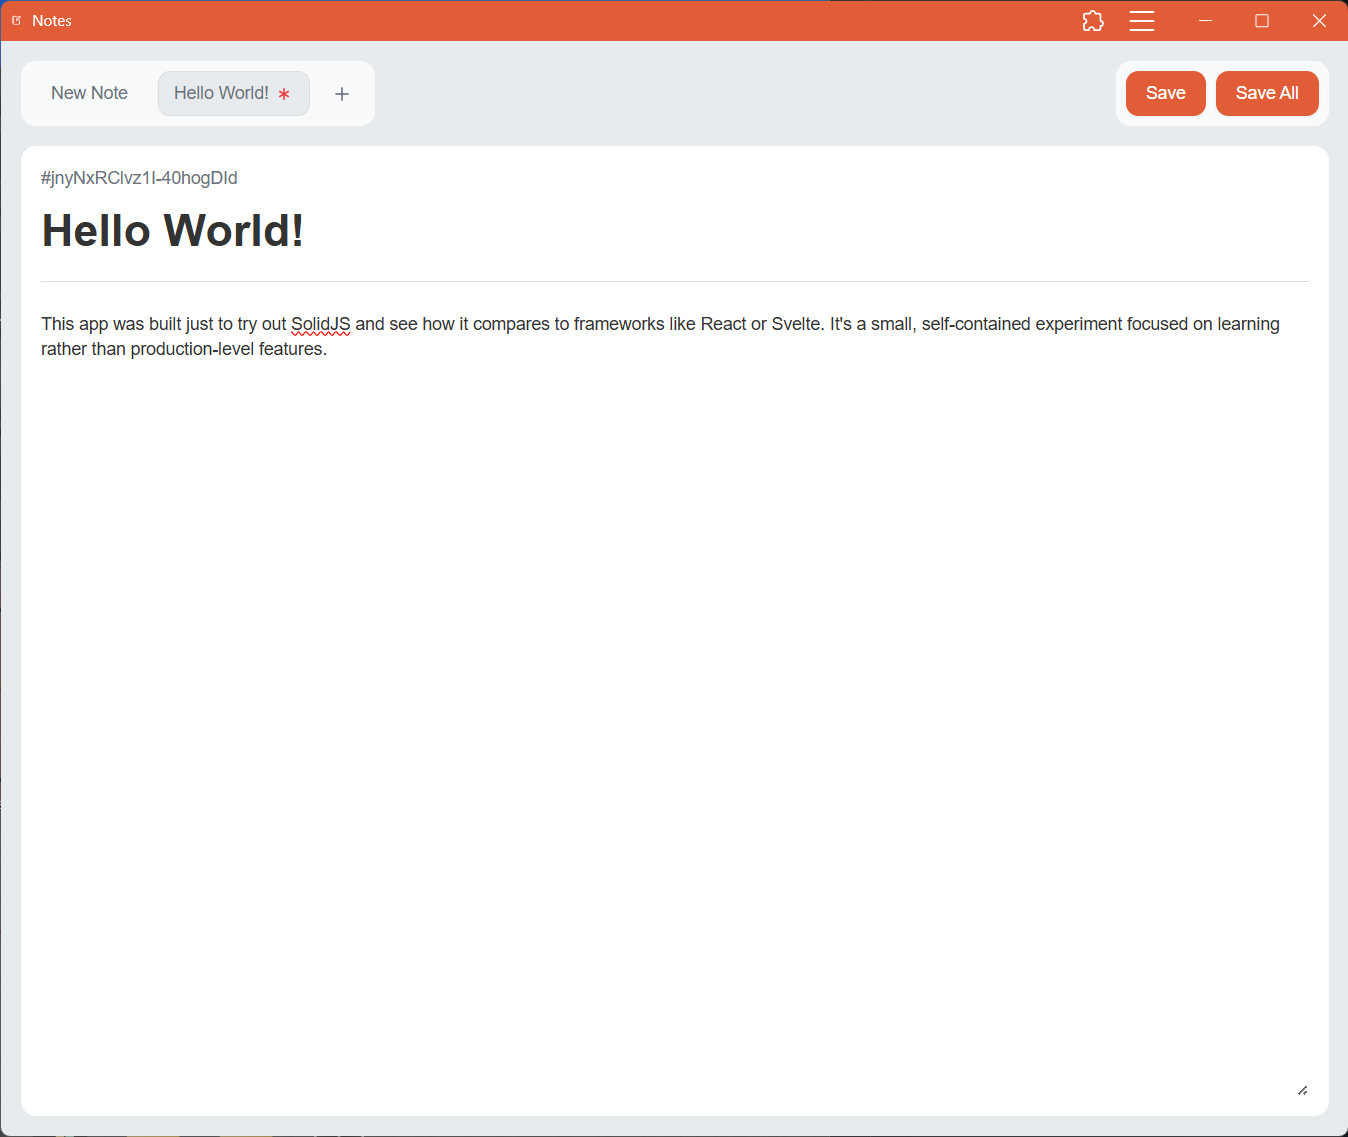 Notes
New Note
Hello World! *
+
Save
Save All
#jnyNxRClvz1I-40hogDId
Hello World!
This app was built just to try out SolidJS and see how it compares to frameworks like React or Svelte. It's a small, self-contained experiment focused on learning
rather than production-level features.